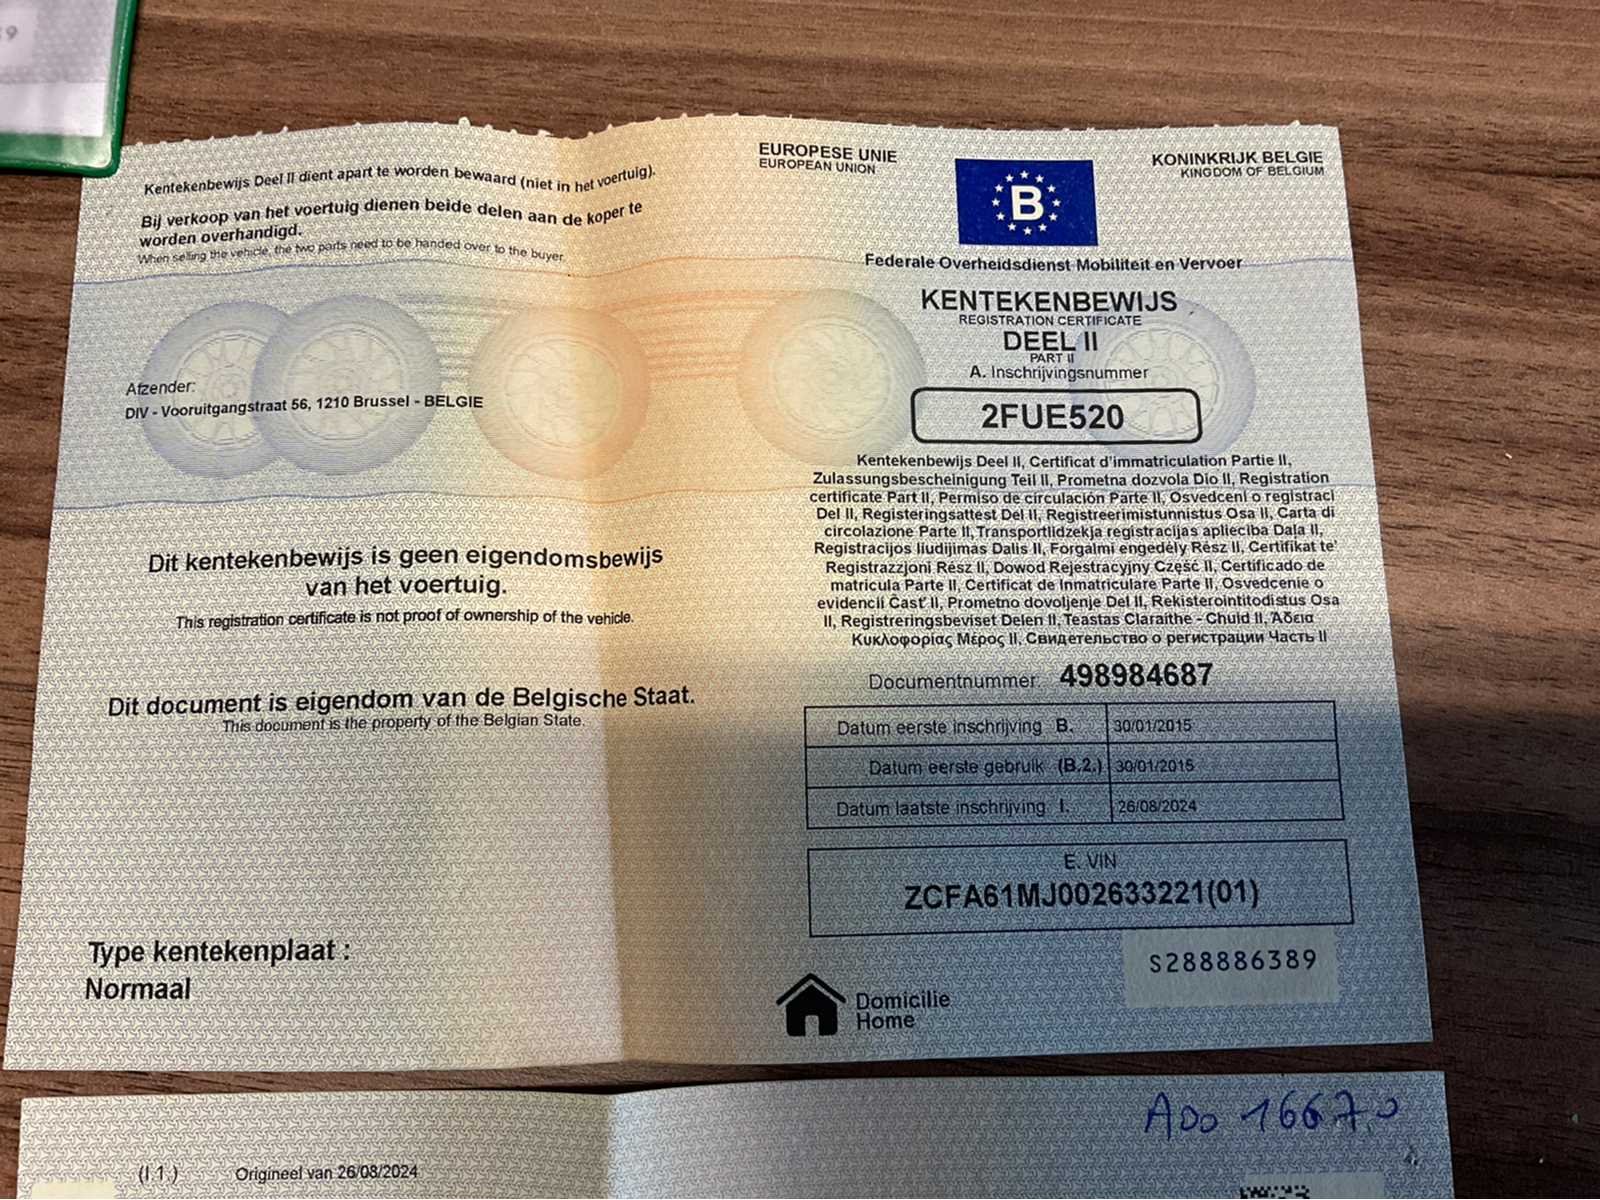 9
Kentekenbewijs Deel II dient apart te worden bewaard (niet in het voertuig).
Bij verkoop van het voertuig dienen beide delen aan de koper te
worden overhandigd.
When selling the vehicle, the two parts need to be handed over to the buyer.
Afzender:
DIV - Vooruitgangstraat 56, 1210 Brussel - BELGIE
Dit kentekenbewijs is geen eigendomsbewijs
van het voertuig.
This registration certificate is not proof of ownership of the vehicle.
Dit document is eigendom van de Belgische Staat.
This document is the property of the Belgian State.
Type kentekenplaat :
Normaal
EUROPESE UNIE
EUROPEAN UNION
B
KONINKRIJK BELGIE
KINGDOM OF BELGIUM
Federale Overheidsdienst Mobiliteit en Vervoer
KENTEKENBEWIJS
REGISTRATION CERTIFICATE
DEEL II
PART II
A. Inschrijvingsnummer
2FUE520
Kentekenbewijs Deel II, Certificat d'immatriculation Partie II,
Zulassungsbescheinigung Teil II, Prometna dozvola Dio II, Registration
certificate Part II, Permiso de circulación Parte II, Osvedceni o registraci
Del II, Registeringsattest Del II, Registreerimistunnistus Osa II, Carta di
circolazione Parte II, Transportlidzekja registracijas aplieciba Daļa II,
Registracijos liudijimas Dalis II, Forgalmi engedély Rész II, Certifikat ta'
Registrazzjoni Rész II, Dowod Rejestracyjny Część II, Certificado de
matricula Parte II, Certificat de Inmatriculare Parte II, Osvedcenie o
evidencii Časť II, Prometno dovoljenje Del II, Rekisterointitodistus Osa
II, Registreringsbeviset Delen II, Teastas Claraithe - Chuid II, Άδεια
Κυκλοφορίας Μέρος II, Свидетельство о регистрации Часть II
Documentnummer: 498984687
Datum eerste inschrijving B. 30/01/2015
Datum eerste gebruik (B.2.) 30/01/2015
Datum laatste inschrijving I. 26/08/2024
E. VIN
ZCFA61MJ002633221(01)
S288886389
Domicilie
Home
(I.1.) Origineel van 26/08/2024